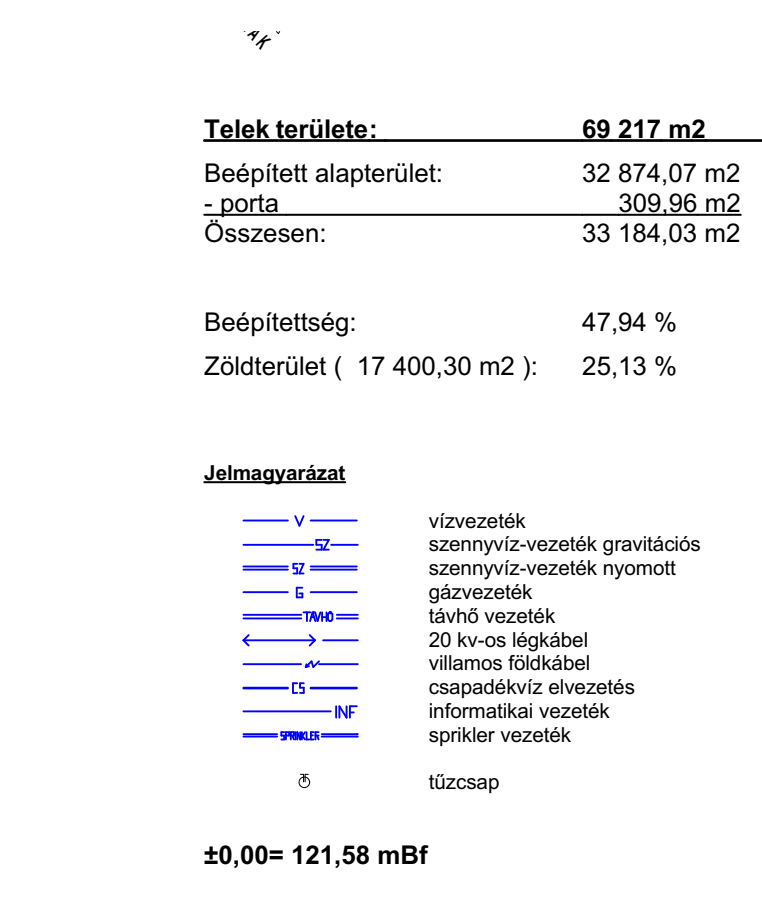 AK
Telek területe: 69 217 m2
Beépített alapterület: 32 874,07 m2
- porta 309,96 m2
Összesen: 33 184,03 m2
Beépítettség: 47,94 %
Zöldterület ( 17 400,30 m2 ): 25,13 %
Jelmagyarázat
V vízvezeték
SZ szennyvíz-vezeték gravitációs
SZ szennyvíz-vezeték nyomott
G gázvezeték
TÁVHŐ távhő vezeték
20 kv-os légkábel
villamos földkábel
CS csapadékvíz elvezetés
INF informatikai vezeték
SPRINKLER sprikler vezeték
tűzcsap
±0,00= 121,58 mBf